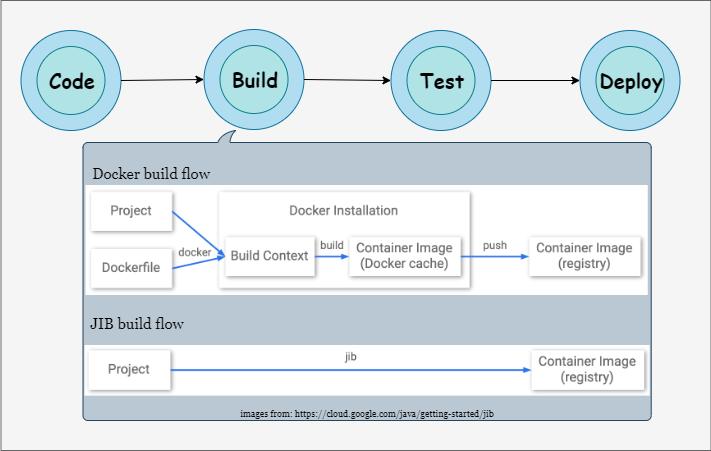 Code
Build
Test
Deploy
Docker build flow
Project
Docker Installation
Dockerfile
docker
Build Context
build
Container Image
(Docker cache)
push
Container Image
(registry)
JIB build flow
Project
jib
Container Image
(registry)
images from: https://cloud.google.com/java/getting-started/jib